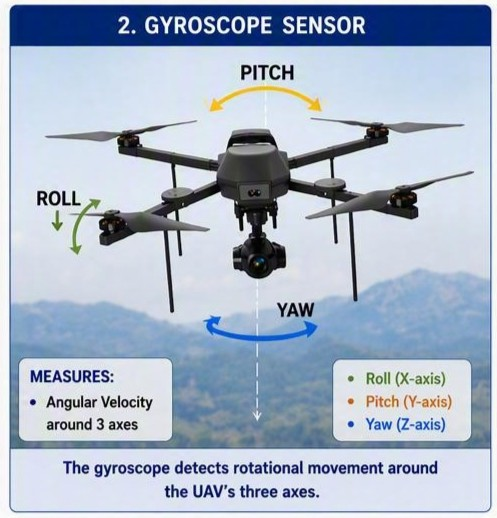 2. GYROSCOPE SENSOR
PITCH
ROLL
YAW
MEASURES:
• Angular Velocity
around 3 axes
• Roll (X-axis)
• Pitch (Y-axis)
• Yaw (Z-axis)
The gyroscope detects rotational movement around
the UAV's three axes.